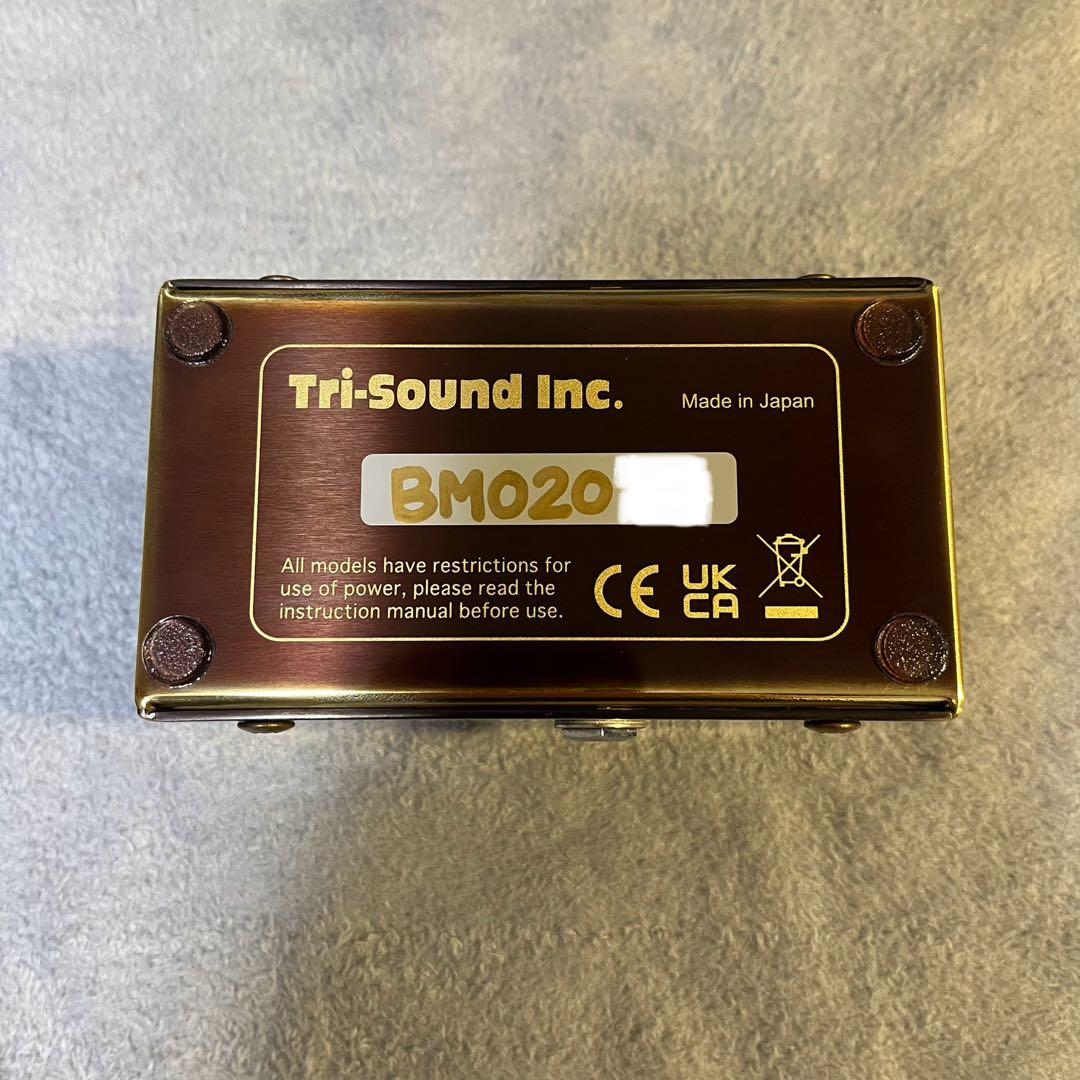 Tri-Sound Inc.
Made in Japan
BM020
All models have restrictions for
use of power, please read the
instruction manual before use.
CE
UK
CA